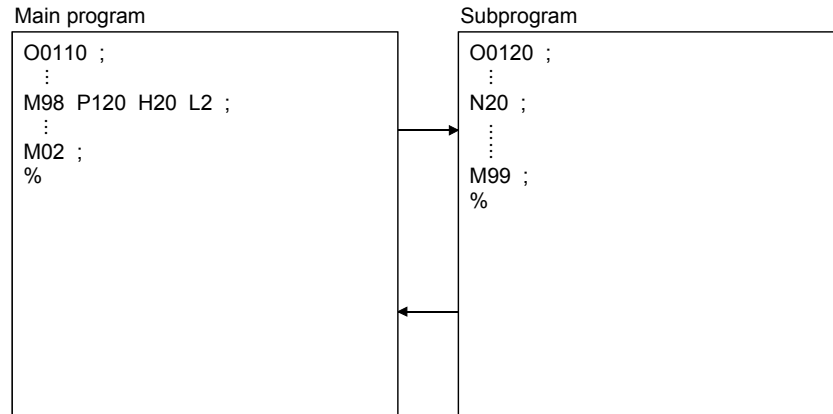 Main program
O0110 ;
⋮
M98 P120 H20 L2 ;
⋮
M02 ;
%
Subprogram
O0120 ;
⋮
N20 ;
⋮
⋮
M99 ;
%